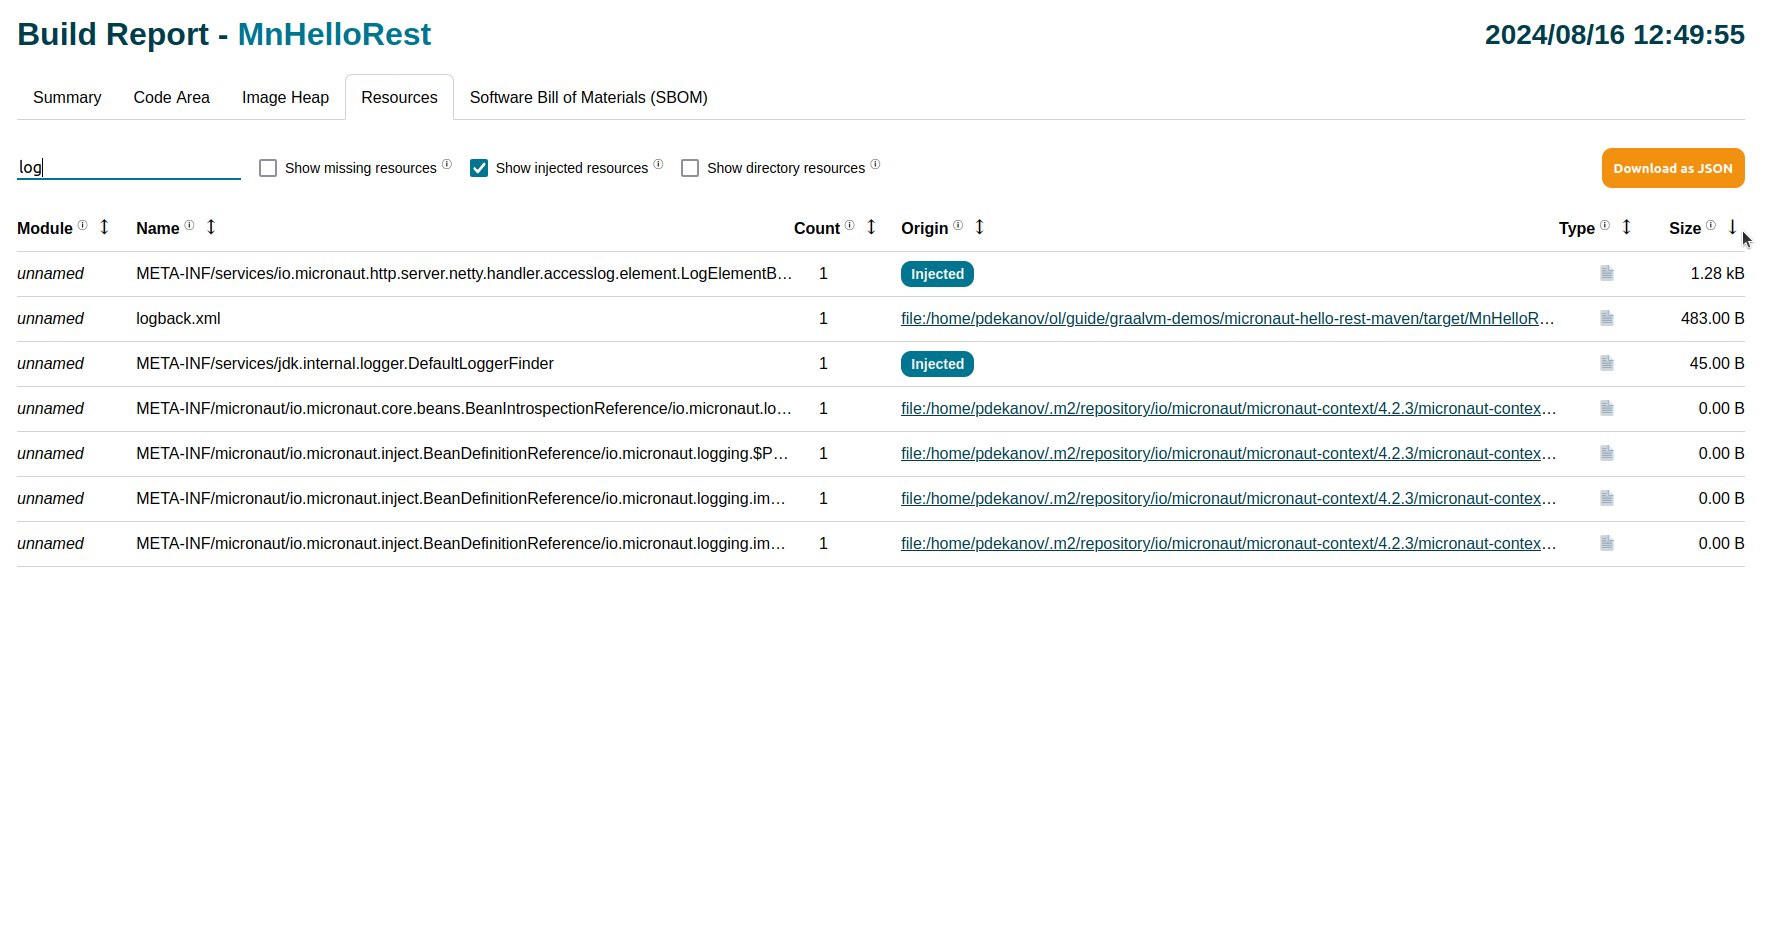 Build Report - MnHelloRest 2024/08/16 12:49:55
Summary Code Area Image Heap Resources Software Bill of Materials (SBOM)
log Show missing resources ⓘ Show injected resources ⓘ Show directory resources ⓘ Download as JSON
Module ⓘ ↕ Name ⓘ ↕ Count ⓘ ↕ Origin ⓘ ↕ Type ⓘ ↕ Size ⓘ ↓
unnamed META-INF/services/io.micronaut.http.server.netty.handler.accesslog.element.LogElementB… 1 Injected 1.28 kB
unnamed logback.xml 1 file:/home/pdekanov/ol/guide/graalvm-demos/micronaut-hello-rest-maven/target/MnHelloR… 483.00 B
unnamed META-INF/services/jdk.internal.logger.DefaultLoggerFinder 1 Injected 45.00 B
unnamed META-INF/micronaut/io.micronaut.core.beans.BeanIntrospectionReference/io.micronaut.lo… 1 file:/home/pdekanov/.m2/repository/io/micronaut/micronaut-context/4.2.3/micronaut-contex… 0.00 B
unnamed META-INF/micronaut/io.micronaut.inject.BeanDefinitionReference/io.micronaut.logging.$P… 1 file:/home/pdekanov/.m2/repository/io/micronaut/micronaut-context/4.2.3/micronaut-contex… 0.00 B
unnamed META-INF/micronaut/io.micronaut.inject.BeanDefinitionReference/io.micronaut.logging.im… 1 file:/home/pdekanov/.m2/repository/io/micronaut/micronaut-context/4.2.3/micronaut-contex… 0.00 B
unnamed META-INF/micronaut/io.micronaut.inject.BeanDefinitionReference/io.micronaut.logging.im… 1 file:/home/pdekanov/.m2/repository/io/micronaut/micronaut-context/4.2.3/micronaut-contex… 0.00 B